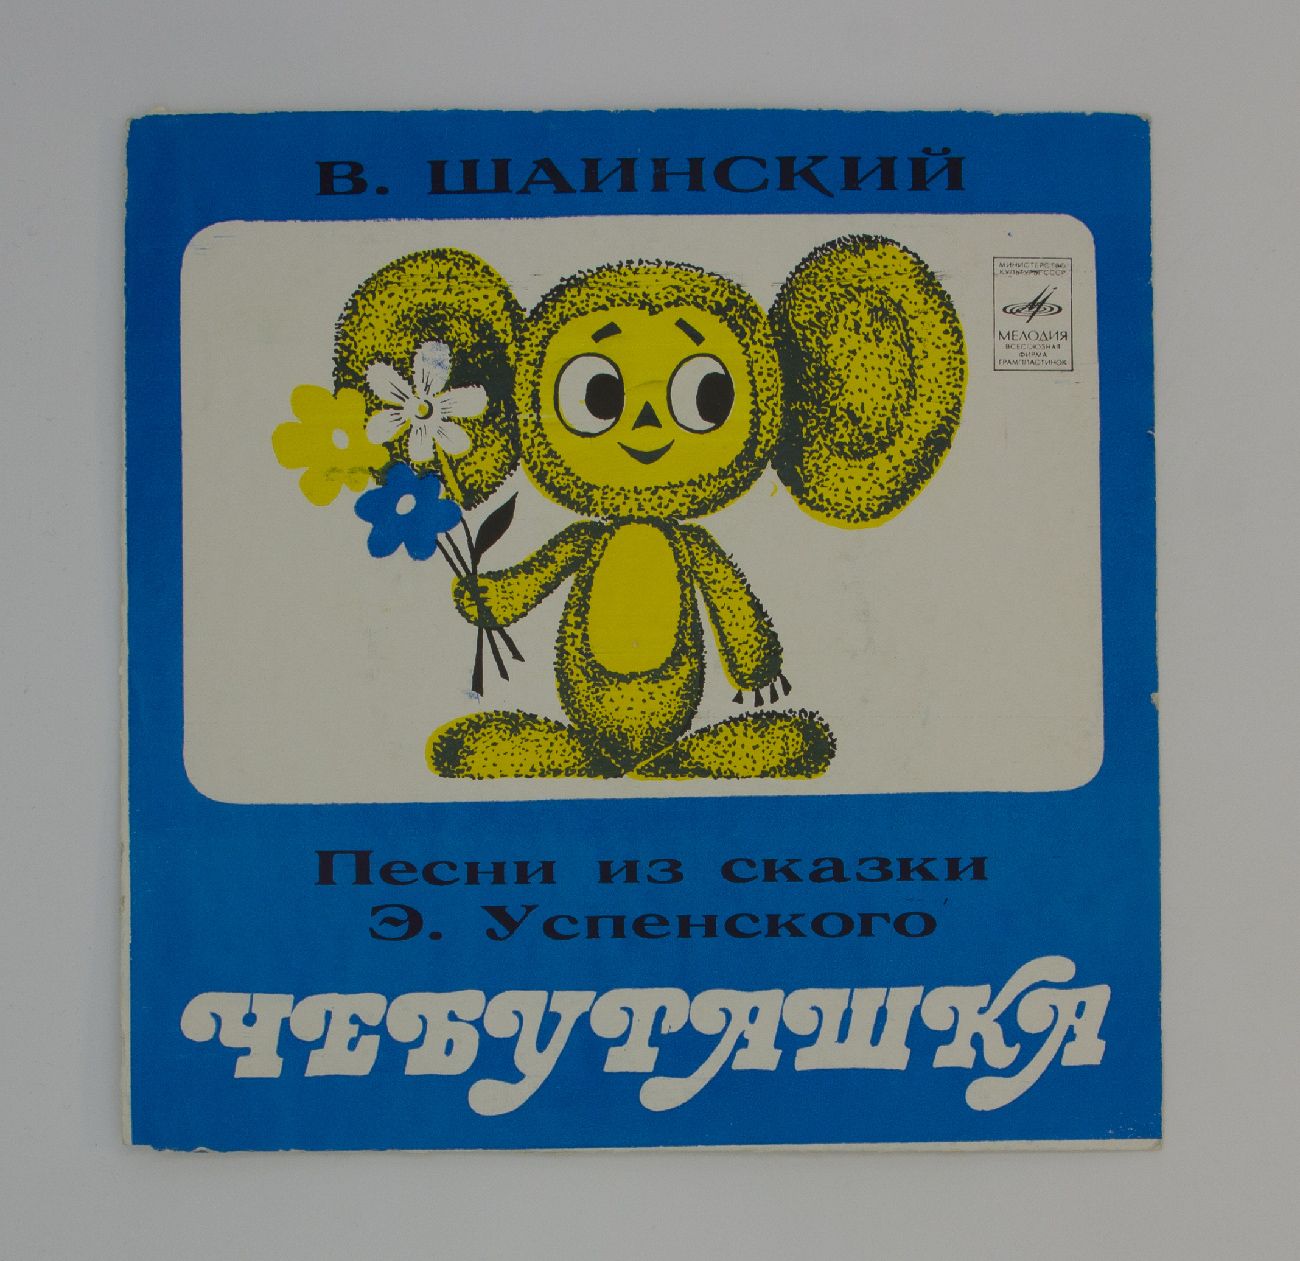 В. ШАИНСКИЙ
МИНИСТЕРСТВО
КУЛЬТУРЫ СССР
МЕЛОДИЯ
ВСЕСОЮЗНАЯ
ФИРМА
ГРАМПЛАСТИНОК
Песни из сказки
Э. Успенского
ЧЕБУРАШКА